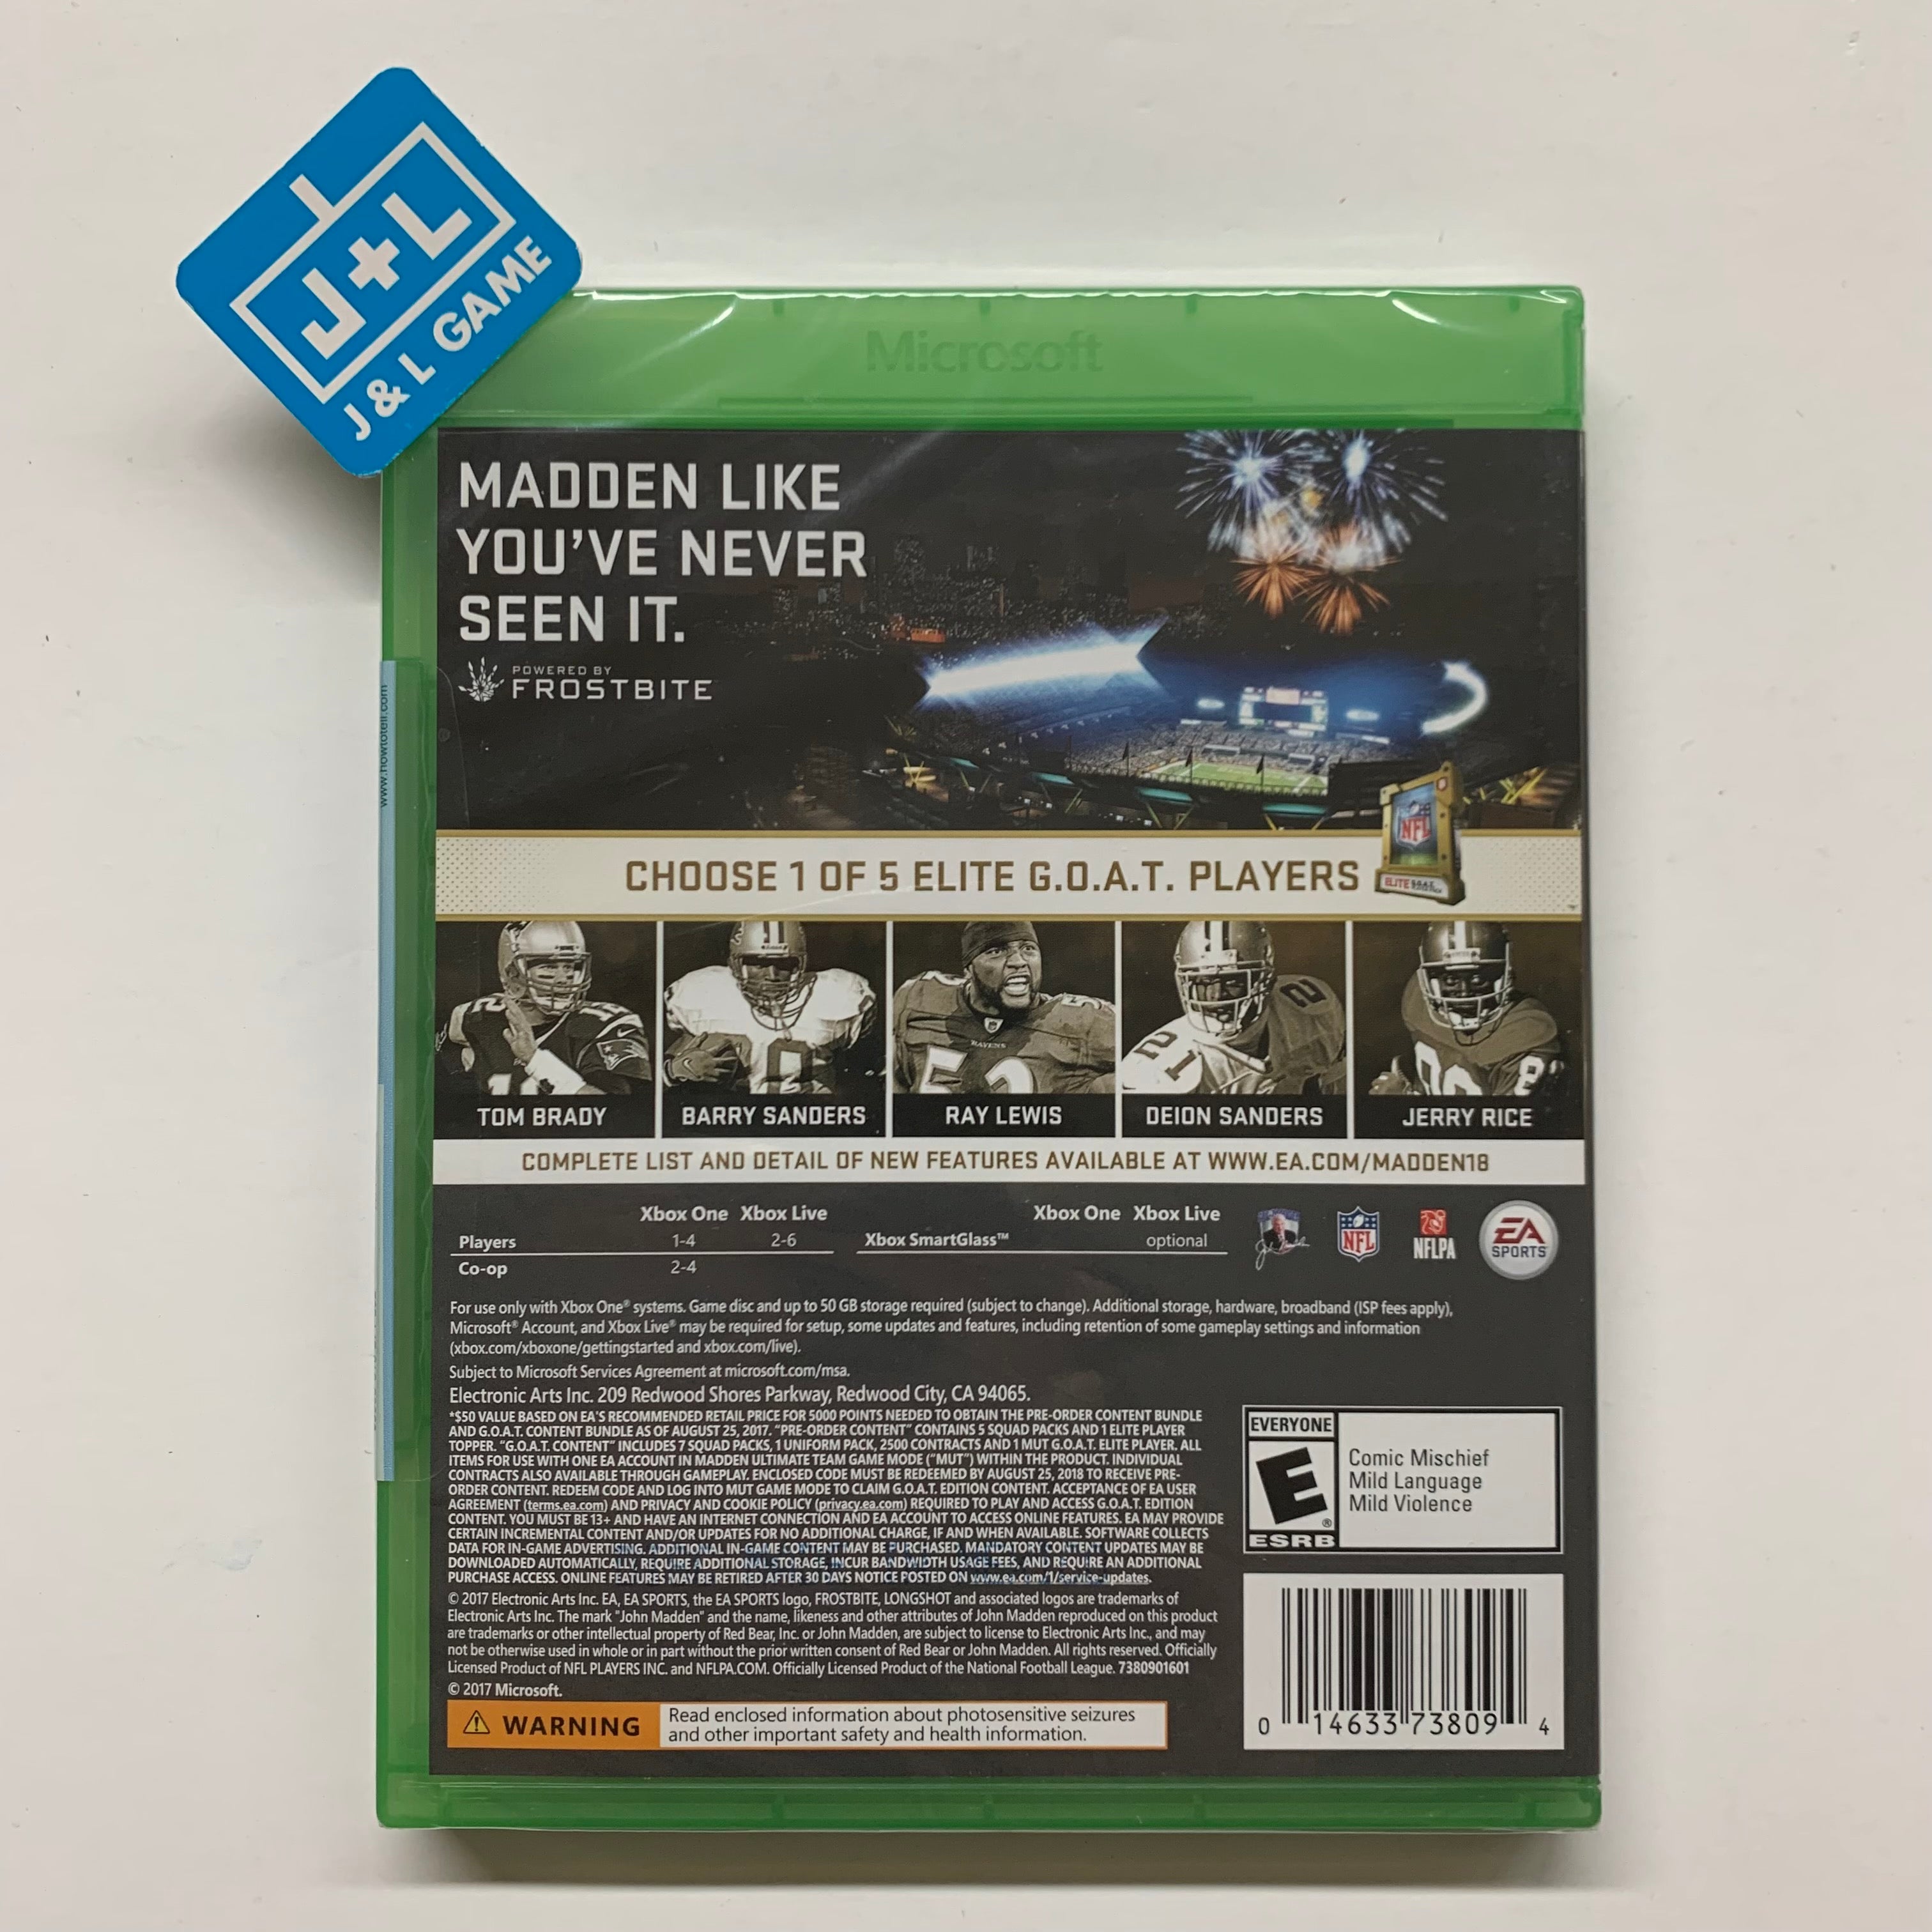 J+L
J & L GAME
Microsoft
MADDEN LIKE
YOU'VE NEVER
SEEN IT.
POWERED BY
FROSTBITE
www.howtotell.com
CHOOSE 1 OF 5 ELITE G.O.A.T. PLAYERS
NFL
ELITE G.O.A.T.
RAVENS
TOM BRADY BARRY SANDERS RAY LEWIS DEION SANDERS JERRY RICE
COMPLETE LIST AND DETAIL OF NEW FEATURES AVAILABLE AT WWW.EA.COM/MADDEN18
Xbox One Xbox Live Xbox One Xbox Live
Players 1-4 2-6 Xbox SmartGlass™ optional
Co-op 2-4
NFL
NFLPA
EA
SPORTS
For use only with Xbox One® systems. Game disc and up to 50 GB storage required (subject to change). Additional storage, hardware, broadband (ISP fees apply),
Microsoft® Account, and Xbox Live® may be required for setup, some updates and features, including retention of some gameplay settings and information
(xbox.com/xboxone/gettingstarted and xbox.com/live).
Subject to Microsoft Services Agreement at microsoft.com/msa.
Electronic Arts Inc. 209 Redwood Shores Parkway, Redwood City, CA 94065.
*$50 VALUE BASED ON EA'S RECOMMENDED RETAIL PRICE FOR 5000 POINTS NEEDED TO OBTAIN THE PRE-ORDER CONTENT BUNDLE
AND G.O.A.T. CONTENT BUNDLE AS OF AUGUST 25, 2017. "PRE-ORDER CONTENT" CONTAINS 5 SQUAD PACKS AND 1 ELITE PLAYER
TOPPER. "G.O.A.T. CONTENT" INCLUDES 7 SQUAD PACKS, 1 UNIFORM PACK, 2500 CONTRACTS AND 1 MUT G.O.A.T. ELITE PLAYER. ALL
ITEMS FOR USE WITH ONE EA ACCOUNT IN MADDEN ULTIMATE TEAM GAME MODE ("MUT") WITHIN THE PRODUCT. INDIVIDUAL
CONTRACTS ALSO AVAILABLE THROUGH GAMEPLAY. ENCLOSED CODE MUST BE REDEEMED BY AUGUST 25, 2018 TO RECEIVE PRE-
ORDER CONTENT. REDEEM CODE AND LOG INTO MUT GAME MODE TO CLAIM G.O.A.T. EDITION CONTENT. ACCEPTANCE OF EA USER
AGREEMENT (terms.ea.com) AND PRIVACY AND COOKIE POLICY (privacy.ea.com) REQUIRED TO PLAY AND ACCESS G.O.A.T. EDITION
CONTENT. YOU MUST BE 13+ AND HAVE AN INTERNET CONNECTION AND EA ACCOUNT TO ACCESS ONLINE FEATURES. EA MAY PROVIDE
CERTAIN INCREMENTAL CONTENT AND/OR UPDATES FOR NO ADDITIONAL CHARGE, IF AND WHEN AVAILABLE. SOFTWARE COLLECTS
DATA FOR IN-GAME ADVERTISING. ADDITIONAL IN-GAME CONTENT MAY BE PURCHASED. MANDATORY CONTENT UPDATES MAY BE
DOWNLOADED AUTOMATICALLY, REQUIRE ADDITIONAL STORAGE, INCUR BANDWIDTH USAGE FEES, AND REQUIRE AN ADDITIONAL
PURCHASE ACCESS. ONLINE FEATURES MAY BE RETIRED AFTER 30 DAYS NOTICE POSTED ON www.ea.com/1/service-updates.
© 2017 Electronic Arts Inc. EA, EA SPORTS, the EA SPORTS logo, FROSTBITE, LONGSHOT and associated logos are trademarks of
Electronic Arts Inc. The mark "John Madden" and the name, likeness and other attributes of John Madden reproduced on this product
are trademarks or other intellectual property of Red Bear, Inc. or John Madden, are subject to license to Electronic Arts Inc., and may
not be otherwise used in whole or in part without the prior written consent of Red Bear or John Madden. All rights reserved. Officially
Licensed Product of NFL PLAYERS INC. and NFLPA.COM. Officially Licensed Product of the National Football League. 7380901601
© 2017 Microsoft.
WARNING Read enclosed information about photosensitive seizures
and other important safety and health information.
EVERYONE
E
ESRB
Comic Mischief
Mild Language
Mild Violence
0 14633 73809 4